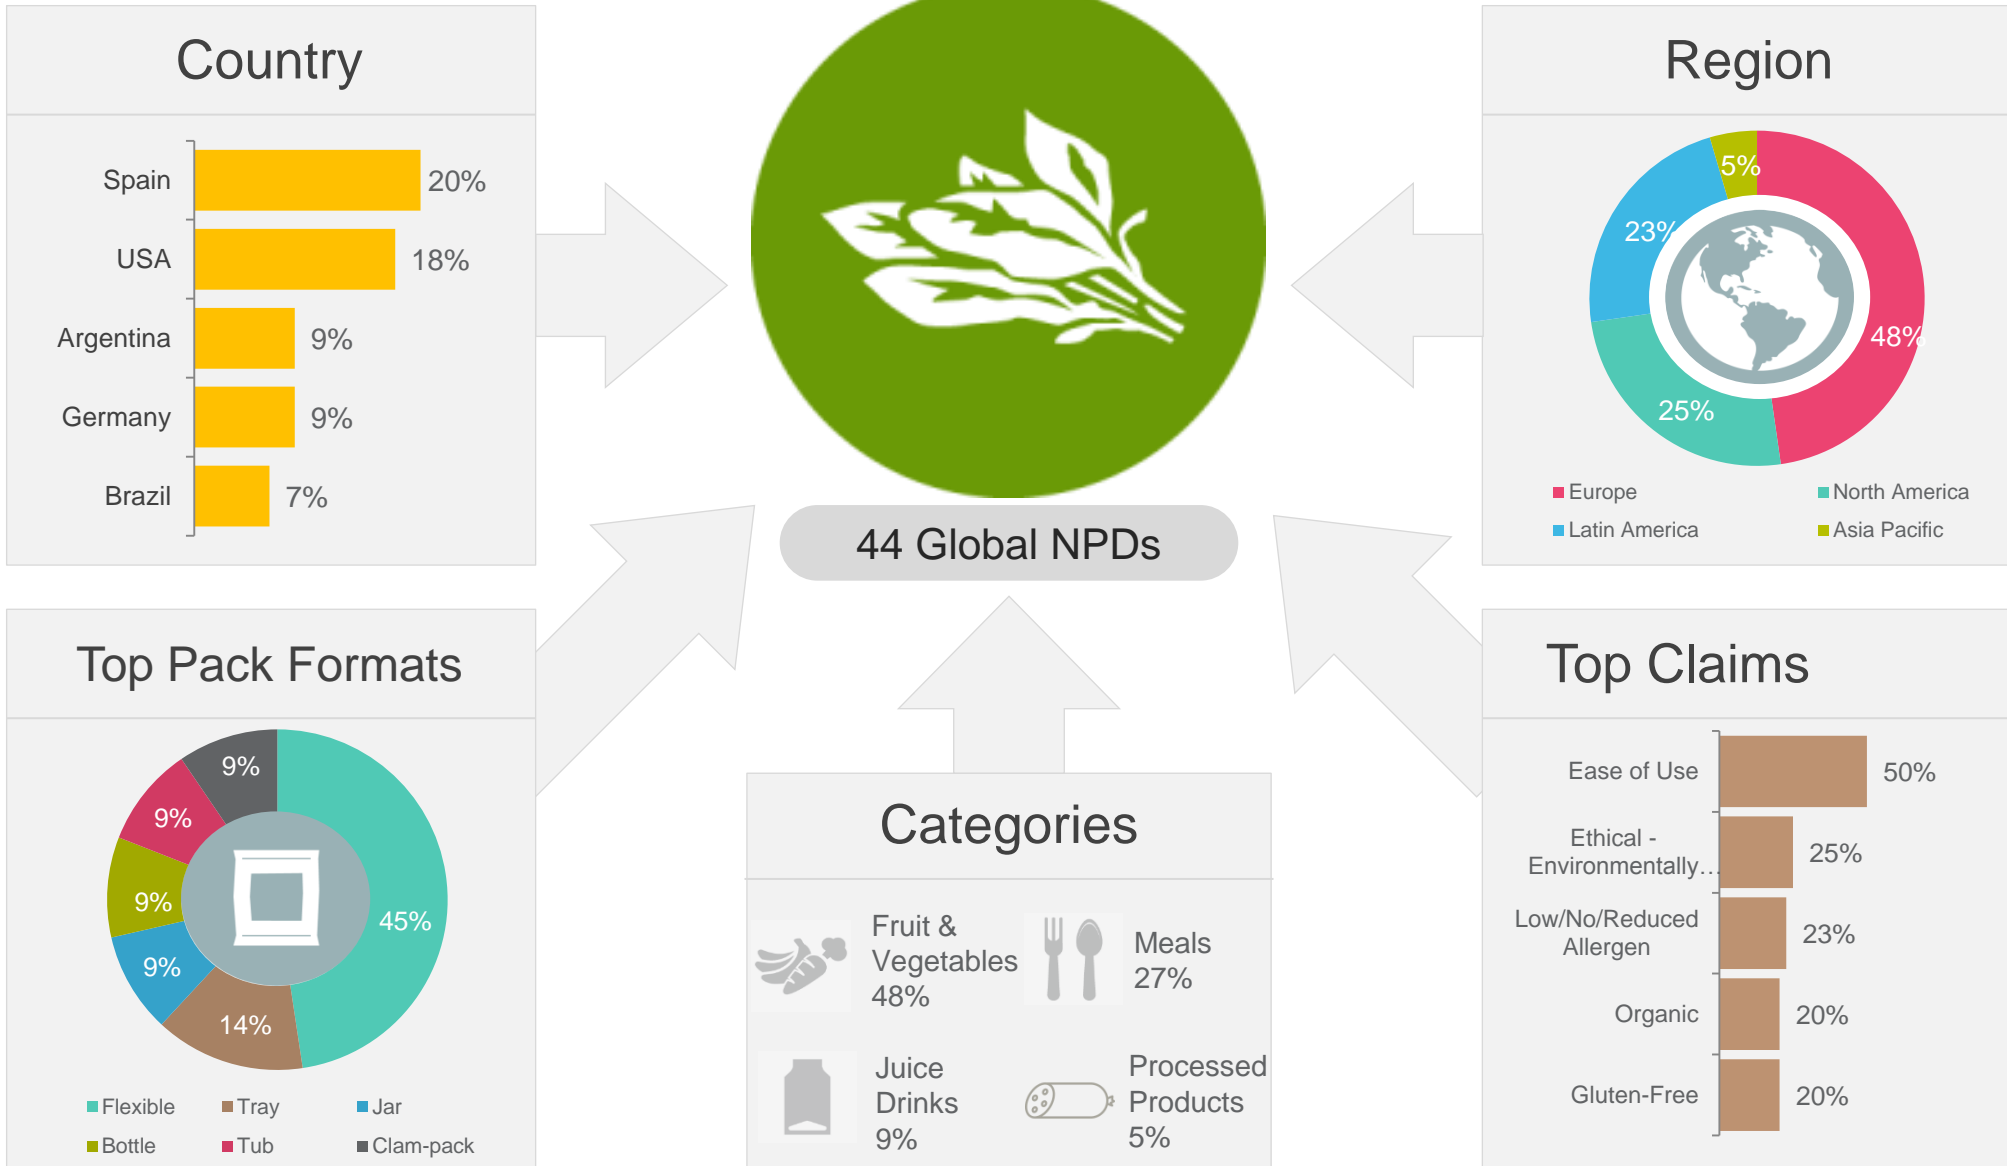 Country
Spain
20%
USA
18%
Argentina
9%
Germany
9%
Brazil
7%
44 Global NPDs
Region
5%
23%
48%
25%
Europe
North America
Latin America
Asia Pacific
Top Pack Formats
9%
9%
9%
45%
9%
14%
Flexible
Tray
Jar
Bottle
Tub
Clam-pack
Categories
Fruit &
Vegetables
48%
Meals
27%
Juice
Drinks
9%
Processed
Products
5%
Top Claims
Ease of Use
50%
Ethical -
Environmentally…
25%
Low/No/Reduced
Allergen
23%
Organic
20%
Gluten-Free
20%